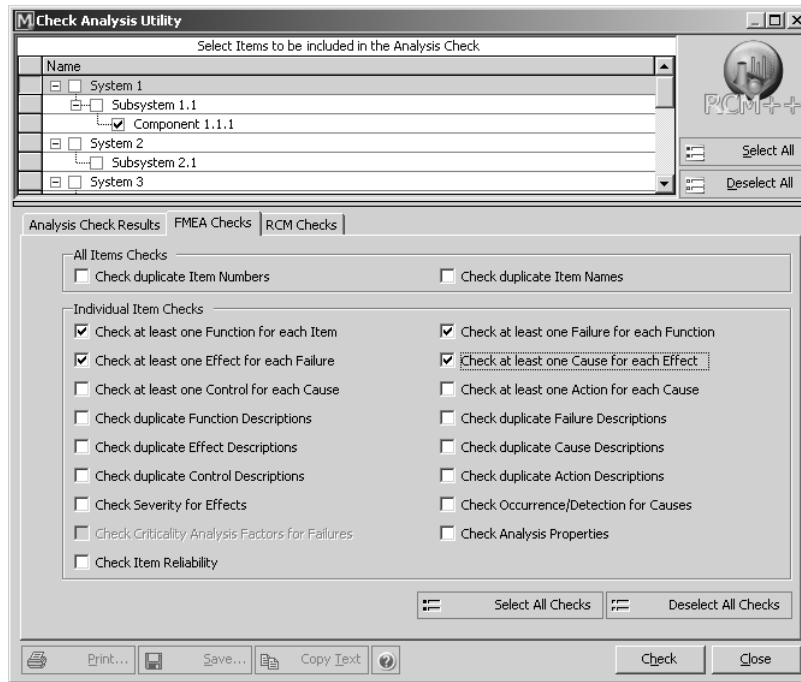 Check Analysis Utility
Select Items to be included in the Analysis Check
Name
System 1
Subsystem 1.1
Component 1.1.1
System 2
Subsystem 2.1
System 3
RCM++
Select All
Deselect All
Analysis Check Results FMEA Checks RCM Checks
All Items Checks
Check duplicate Item Numbers Check duplicate Item Names
Individual Item Checks
Check at least one Function for each Item Check at least one Failure for each Function
Check at least one Effect for each Failure Check at least one Cause for each Effect
Check at least one Control for each Cause Check at least one Action for each Cause
Check duplicate Function Descriptions Check duplicate Failure Descriptions
Check duplicate Effect Descriptions Check duplicate Cause Descriptions
Check duplicate Control Descriptions Check duplicate Action Descriptions
Check Severity for Effects Check Occurrence/Detection for Causes
Check Criticality Analysis Factors for Failures Check Analysis Properties
Check Item Reliability
Select All Checks Deselect All Checks
Print... Save... Copy Text Check Close